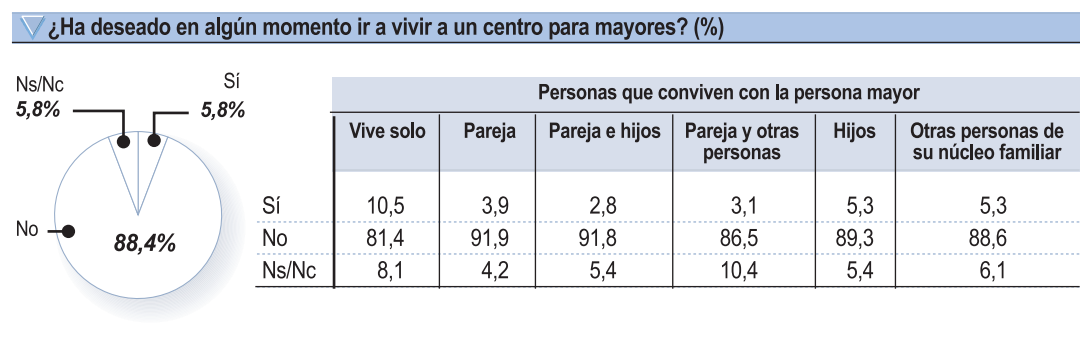 ¿Ha deseado en algún momento ir a vivir a un centro para mayores? (%)
Ns/Nc
5,8%
Sí
5,8%
No
88,4%
Personas que conviven con la persona mayor
Vive solo Pareja Pareja e hijos Pareja y otras personas Hijos Otras personas de su núcleo familiar
Sí 10,5 3,9 2,8 3,1 5,3 5,3
No 81,4 91,9 91,8 86,5 89,3 88,6
Ns/Nc 8,1 4,2 5,4 10,4 5,4 6,1